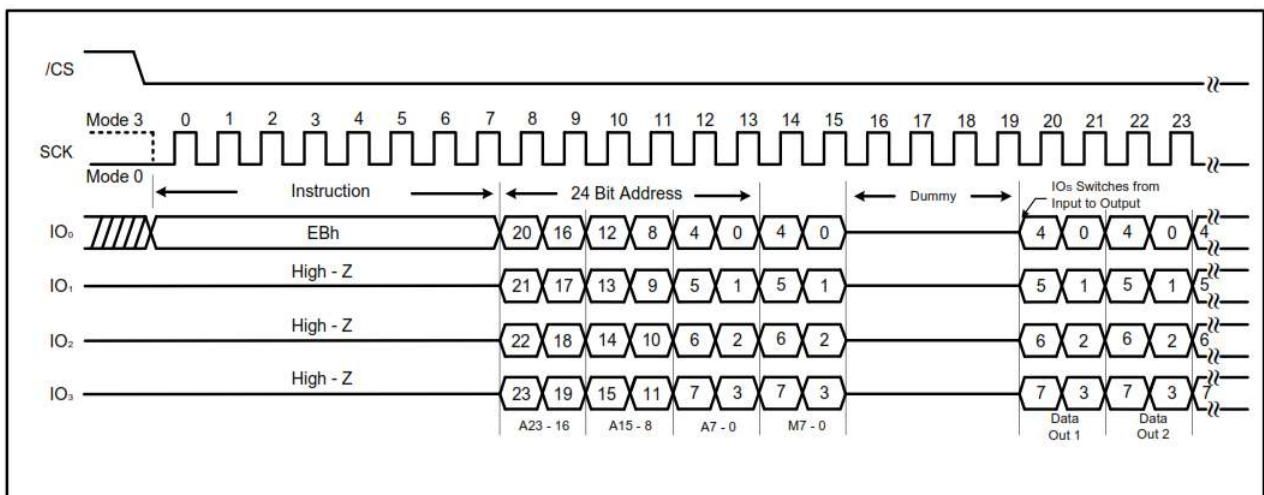 /CS
Mode 3 0 1 2 3 4 5 6 7 8 9 10 11 12 13 14 15 16 17 18 19 20 21 22 23
SCK
Mode 0
Instruction 24 Bit Address Dummy IOs Switches from
Input to Output
IO₀ EBh 20 16 12 8 4 0 4 0 4 0 4 0 4
High - Z
IO₁ 21 17 13 9 5 1 5 1 5 1 5 1 5
High - Z
IO₂ 22 18 14 10 6 2 6 2 6 2 6 2 6
High - Z
IO₃ 23 19 15 11 7 3 7 3 7 3 7 3 7
A23 - 16 A15 - 8 A7 - 0 M7 - 0 Data Data
Out 1 Out 2